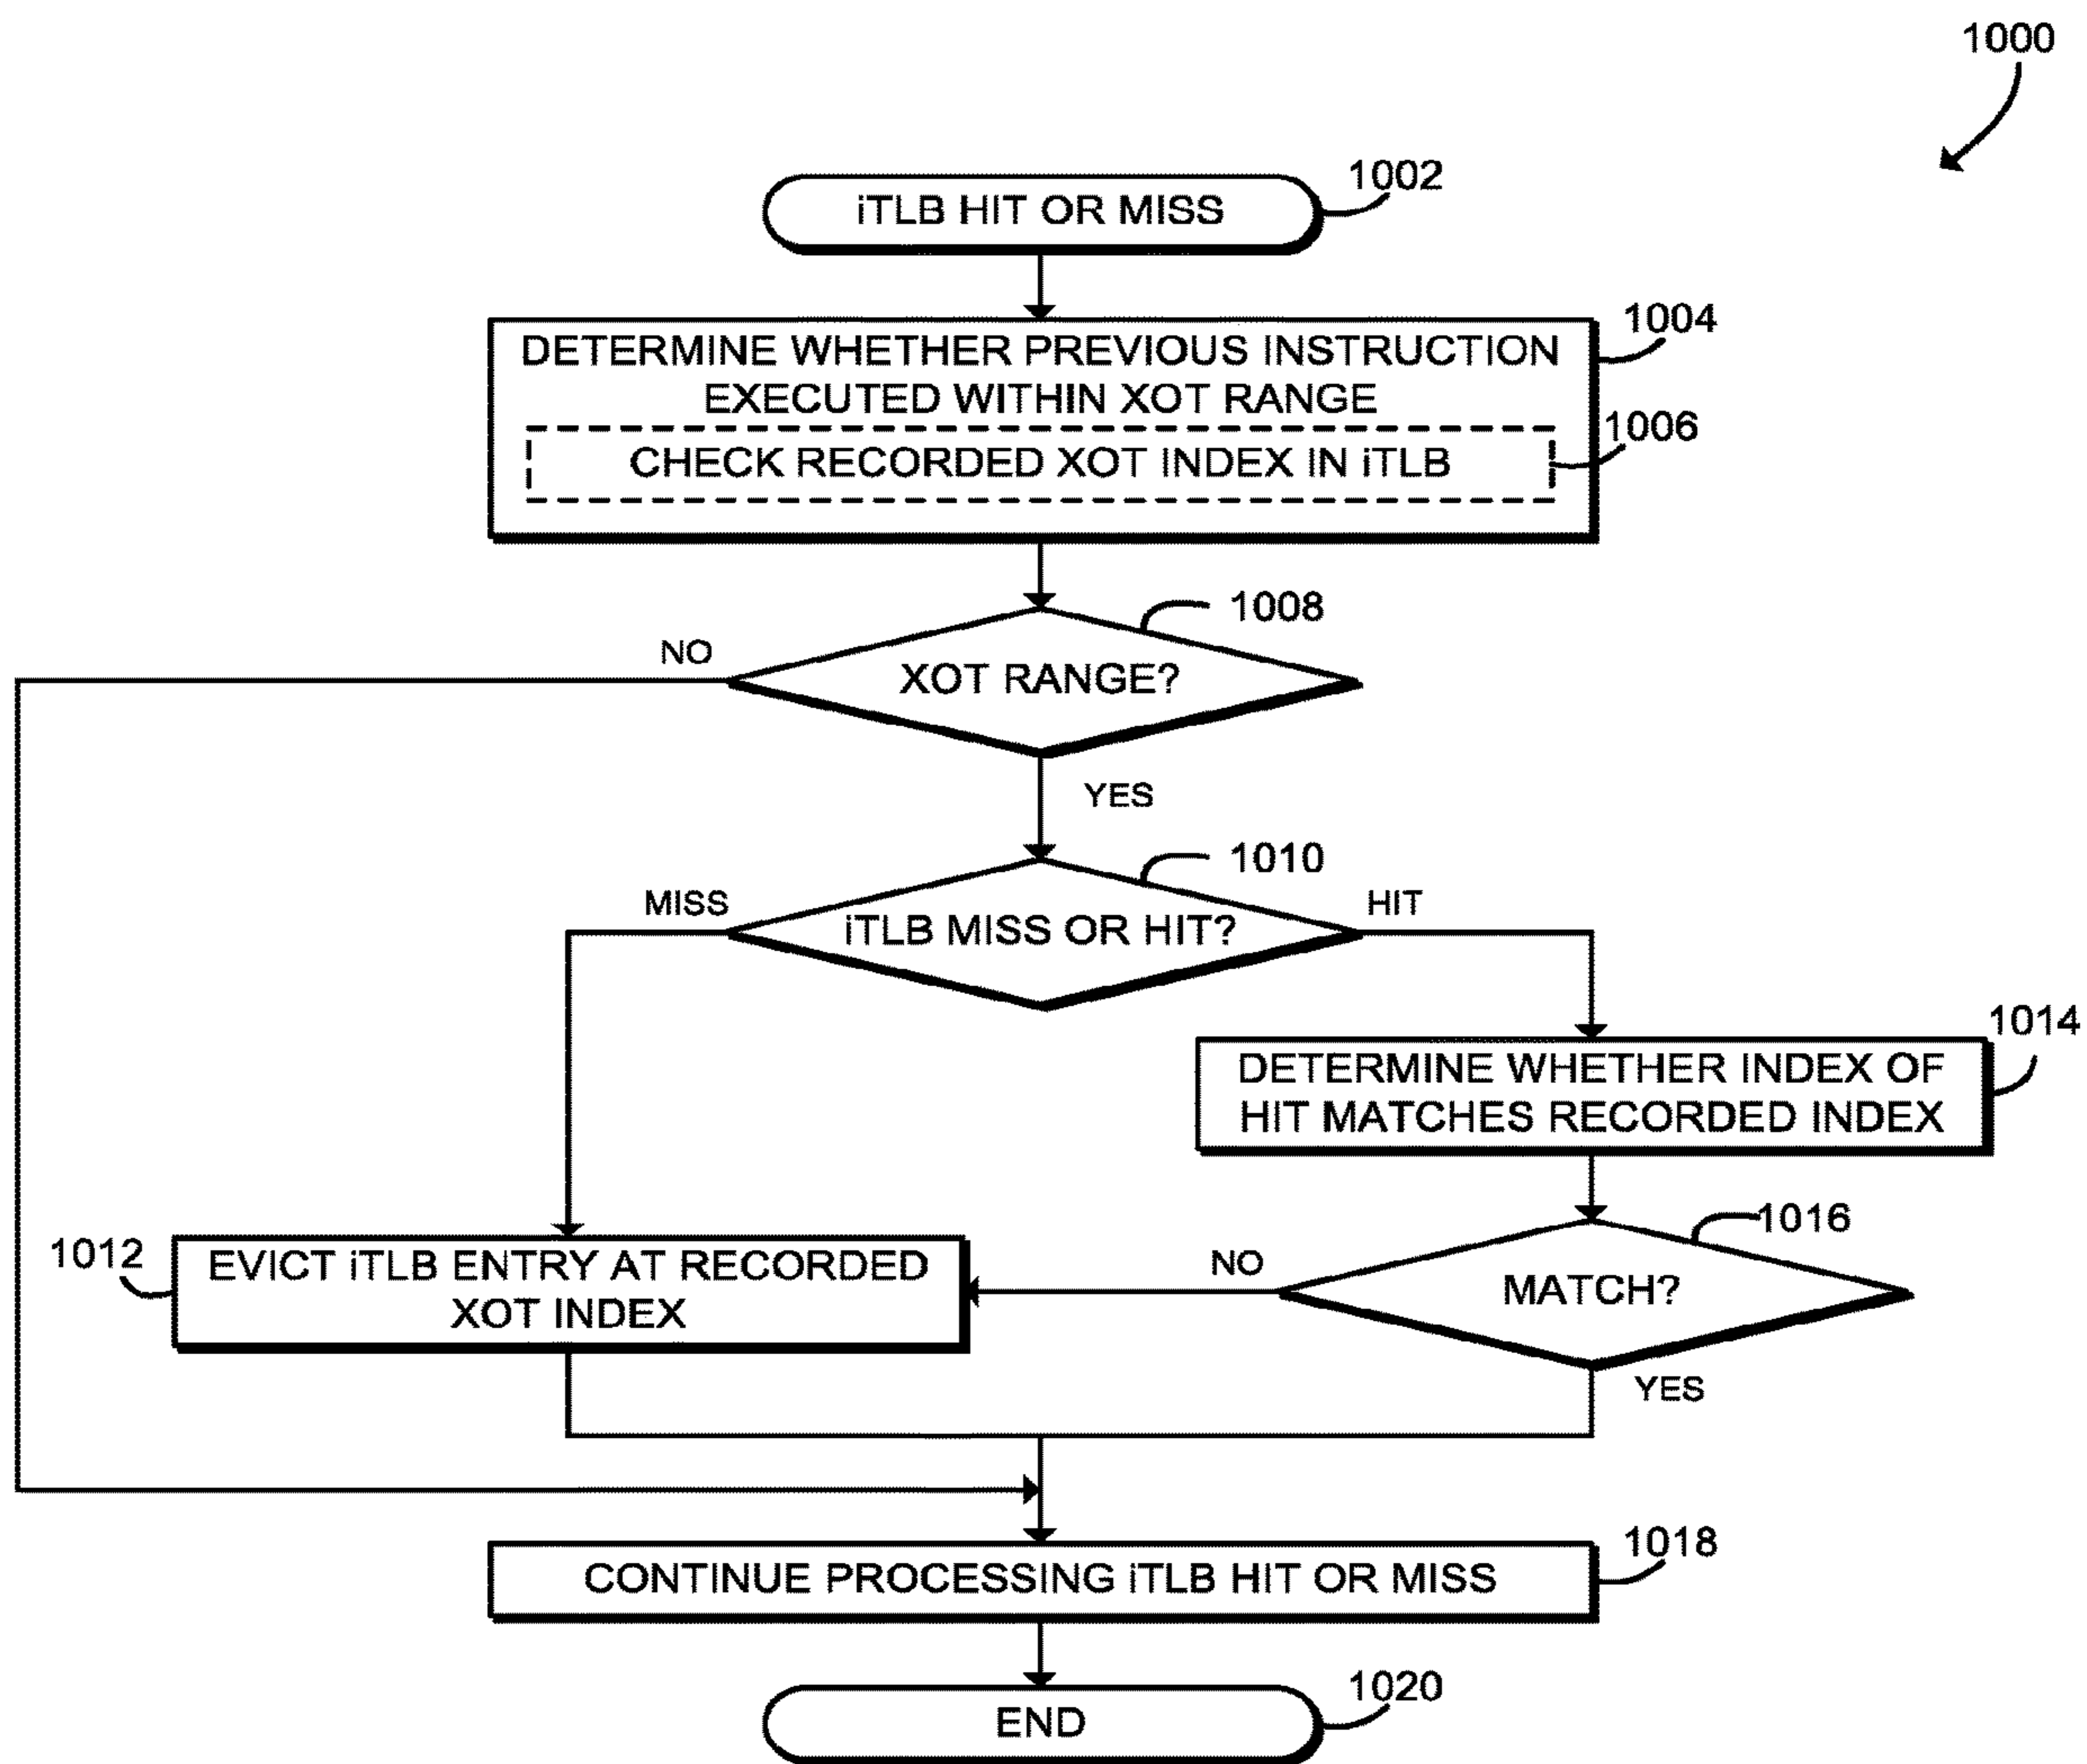 1000
iTLB HIT OR MISS
1002
DETERMINE WHETHER PREVIOUS INSTRUCTION
EXECUTED WITHIN XOT RANGE
1004
CHECK RECORDED XOT INDEX IN iTLB
1006
XOT RANGE?
1008
NO
YES
iTLB MISS OR HIT?
1010
MISS
HIT
DETERMINE WHETHER INDEX OF
HIT MATCHES RECORDED INDEX
1014
1012
EVICT iTLB ENTRY AT RECORDED
XOT INDEX
NO
MATCH?
1016
YES
CONTINUE PROCESSING iTLB HIT OR MISS
1018
END
1020